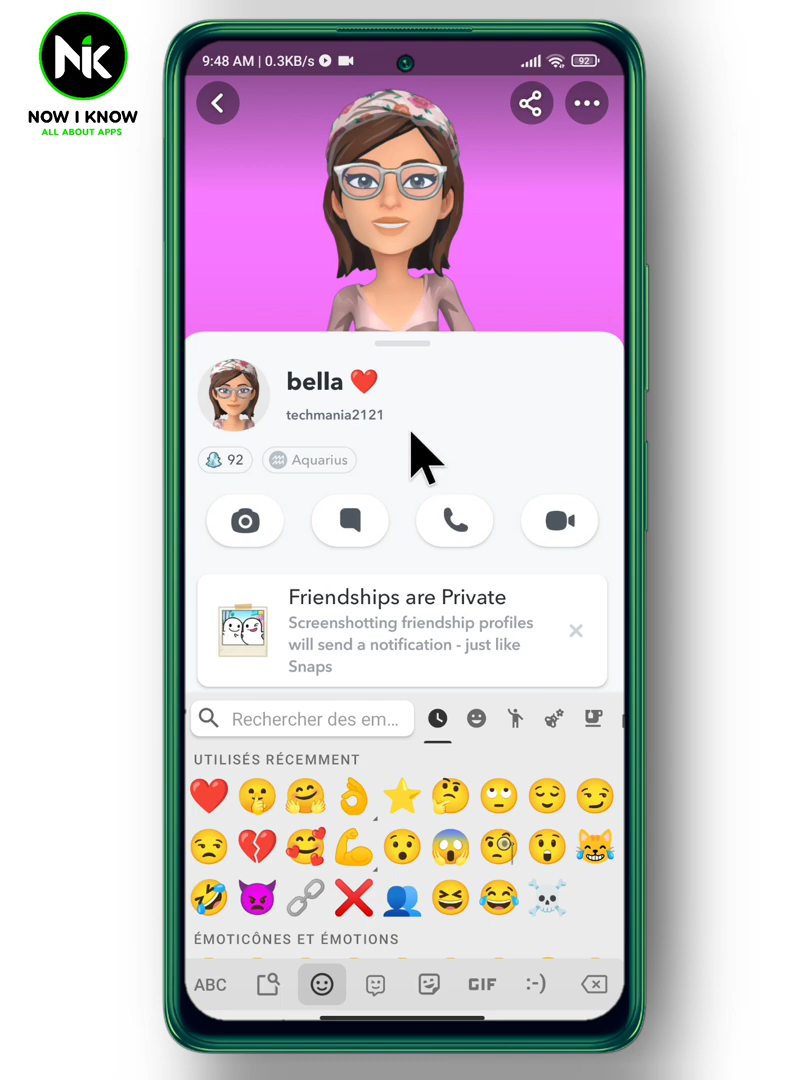 NK
NOW I KNOW
ALL ABOUT APPS
9:48 AM | 0.3KB/s
92
bella ❤️
techmania2121
92
Aquarius
Friendships are Private
Screenshotting friendship profiles
will send a notification - just like
Snaps
Rechercher des em...
UTILISÉS RÉCEMMENT
ÉMOTICÔNES ET ÉMOTIONS
ABC
GIF
:-)